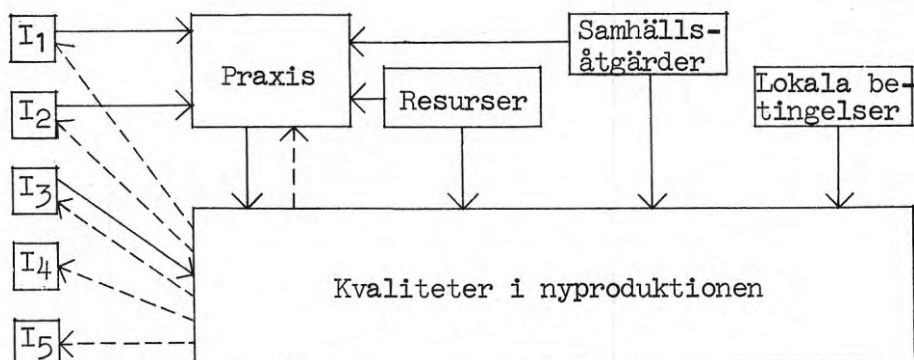 I1
Samhälls-
åtgärder
Praxis
Lokala be-
tingelser
Resurser
I2
I3
I4
Kvaliteter i nyproduktionen
I5